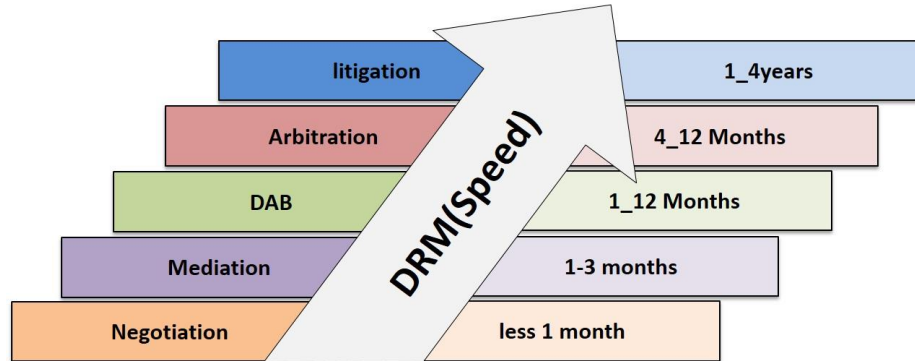 litigation
1_4years
Arbitration
4_12 Months
DAB
1_12 Months
Mediation
1-3 months
Negotiation
less 1 month
DRM(Speed)